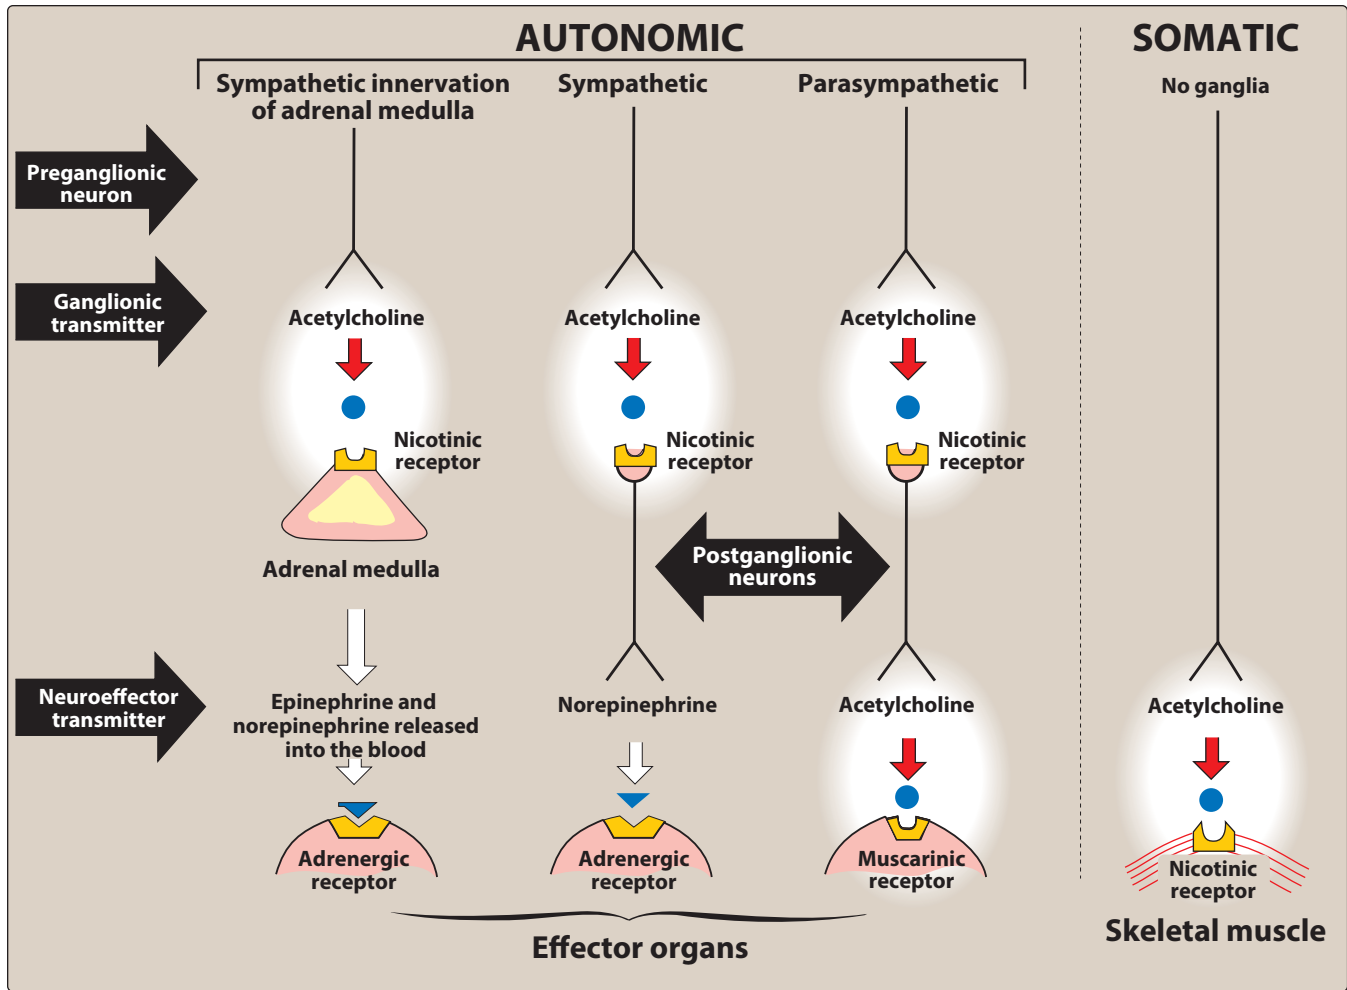 AUTONOMIC
SOMATIC
Sympathetic innervation
of adrenal medulla
Sympathetic
Parasympathetic
No ganglia
Preganglionic
neuron
Ganglionic
transmitter
Acetylcholine
Acetylcholine
Acetylcholine
Nicotinic
receptor
Nicotinic
receptor
Nicotinic
receptor
Adrenal medulla
Postganglionic
neurons
Neuroeffector
transmitter
Epinephrine and
norepinephrine released
into the blood
Norepinephrine
Acetylcholine
Acetylcholine
Adrenergic
receptor
Adrenergic
receptor
Muscarinic
receptor
Nicotinic
receptor
Effector organs
Skeletal muscle